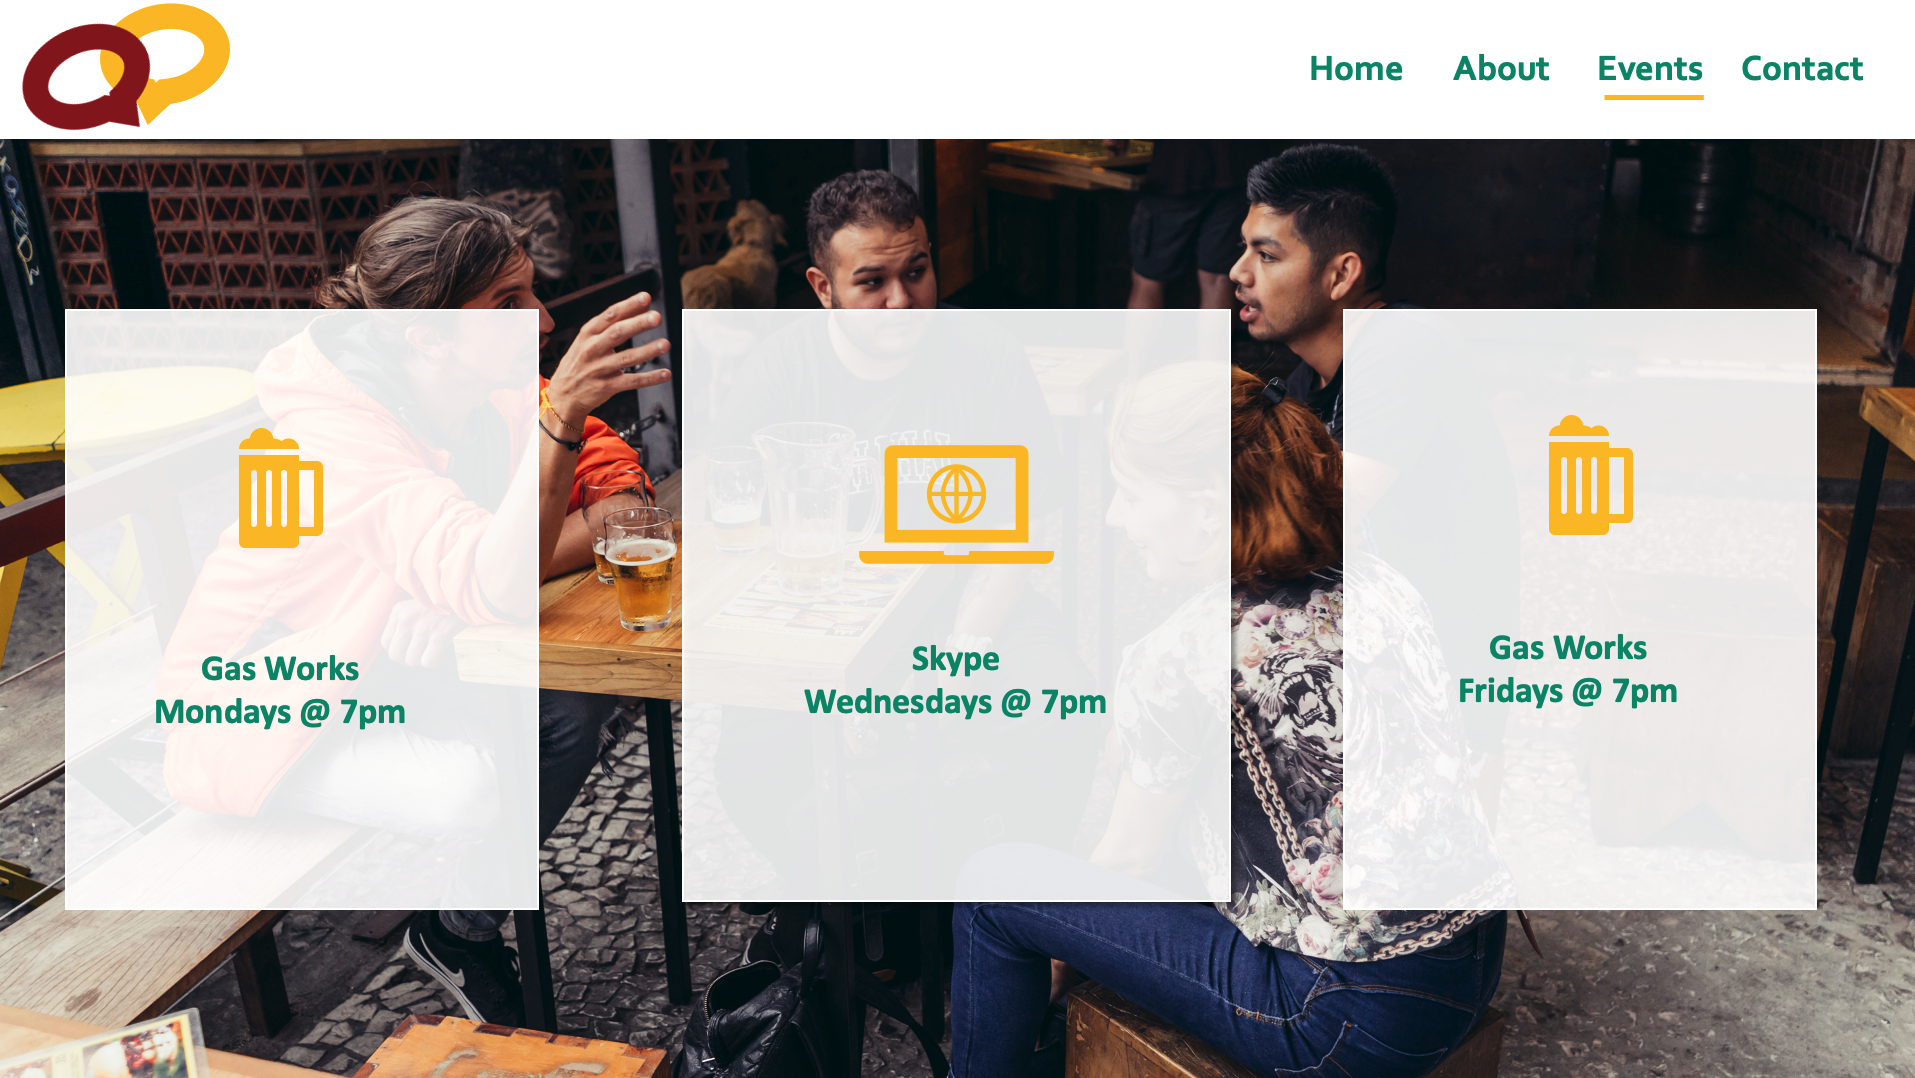 Home About Events Contact
Gas Works
Mondays @ 7pm
Skype
Wednesdays @ 7pm
Gas Works
Fridays @ 7pm